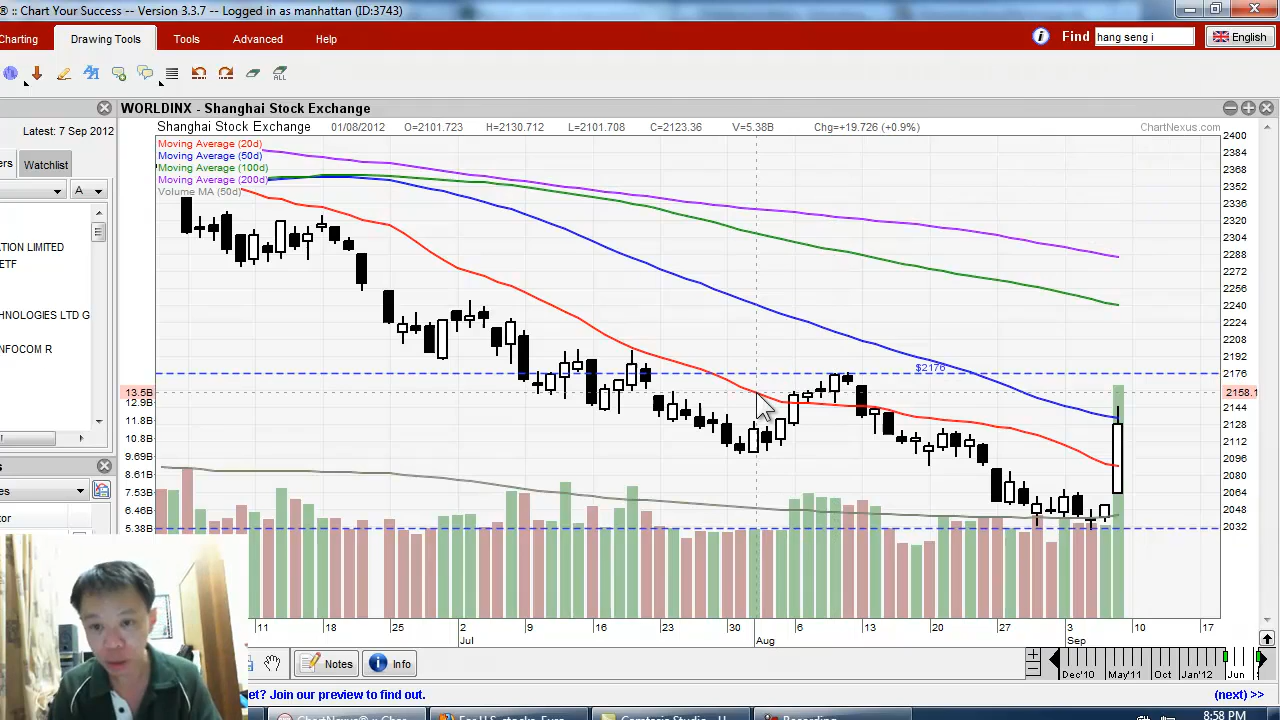 ® :: Chart Your Success -- Version 3.3.7 -- Logged in as manhattan (ID:3743)
Charting Drawing Tools Tools Advanced Help Find hang seng i English
ALL
WORLDINX - Shanghai Stock Exchange
Latest: 7 Sep 2012
Shanghai Stock Exchange 01/08/2012 O=2101.723 H=2130.712 L=2101.708 C=2123.36 V=5.38B Chg=+19.726 (+0.9%) ChartNexus.com
Moving Average (20d)
Moving Average (50d)
Moving Average (100d)
Moving Average (200d)
Volume MA (50d)
ers Watchlist
A
ATION LIMITED
ETF
HNOLOGIES LTD G
INFOCOM R
es
tor
2400
2384
2368
2352
2336
2320
2304
2288
2272
2256
2240
2224
2208
2192
2176
2158.1
2144
2128
2112
2096
2080
2064
2048
2032
$2176
13.5B
12.9B
11.8B
10.8B
9.69B
8.61B
7.53B
6.46B
5.38B
11 18 25 2 9 16 23 30 6 13 20 27 3 10 17
Jul Aug Sep
Notes Info
Dec'10 May'11 Oct Jan'12 Jun
et? Join our preview to find out. (next) >>
8:58 PM